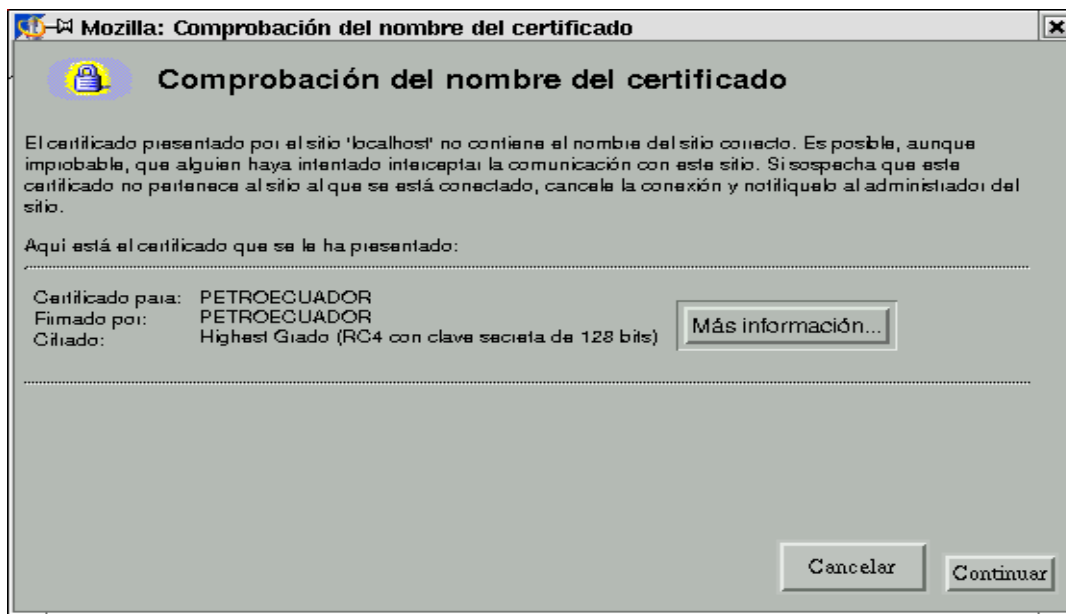 Mozilla: Comprobación del nombre del certificado
Comprobación del nombre del certificado
El certificado presentado por el sitio 'localhost' no contiene el nombre del sitio correcto. Es posible, aunque
improbable, que alguien haya intentado interceptar la comunicación con este sitio. Si sospecha que este
certificado no pertenece al sitio al que se está conectado, cancele la conexión y notifíquelo al administrador del
sitio.
Aquí está el certificado que se le ha presentado:
Certificado para: PETROECUADOR
Firmado por: PETROECUADOR
Cifrado: Highest Grado (RC4 con clave secreta de 128 bits)
Más información...
Cancelar
Continuar